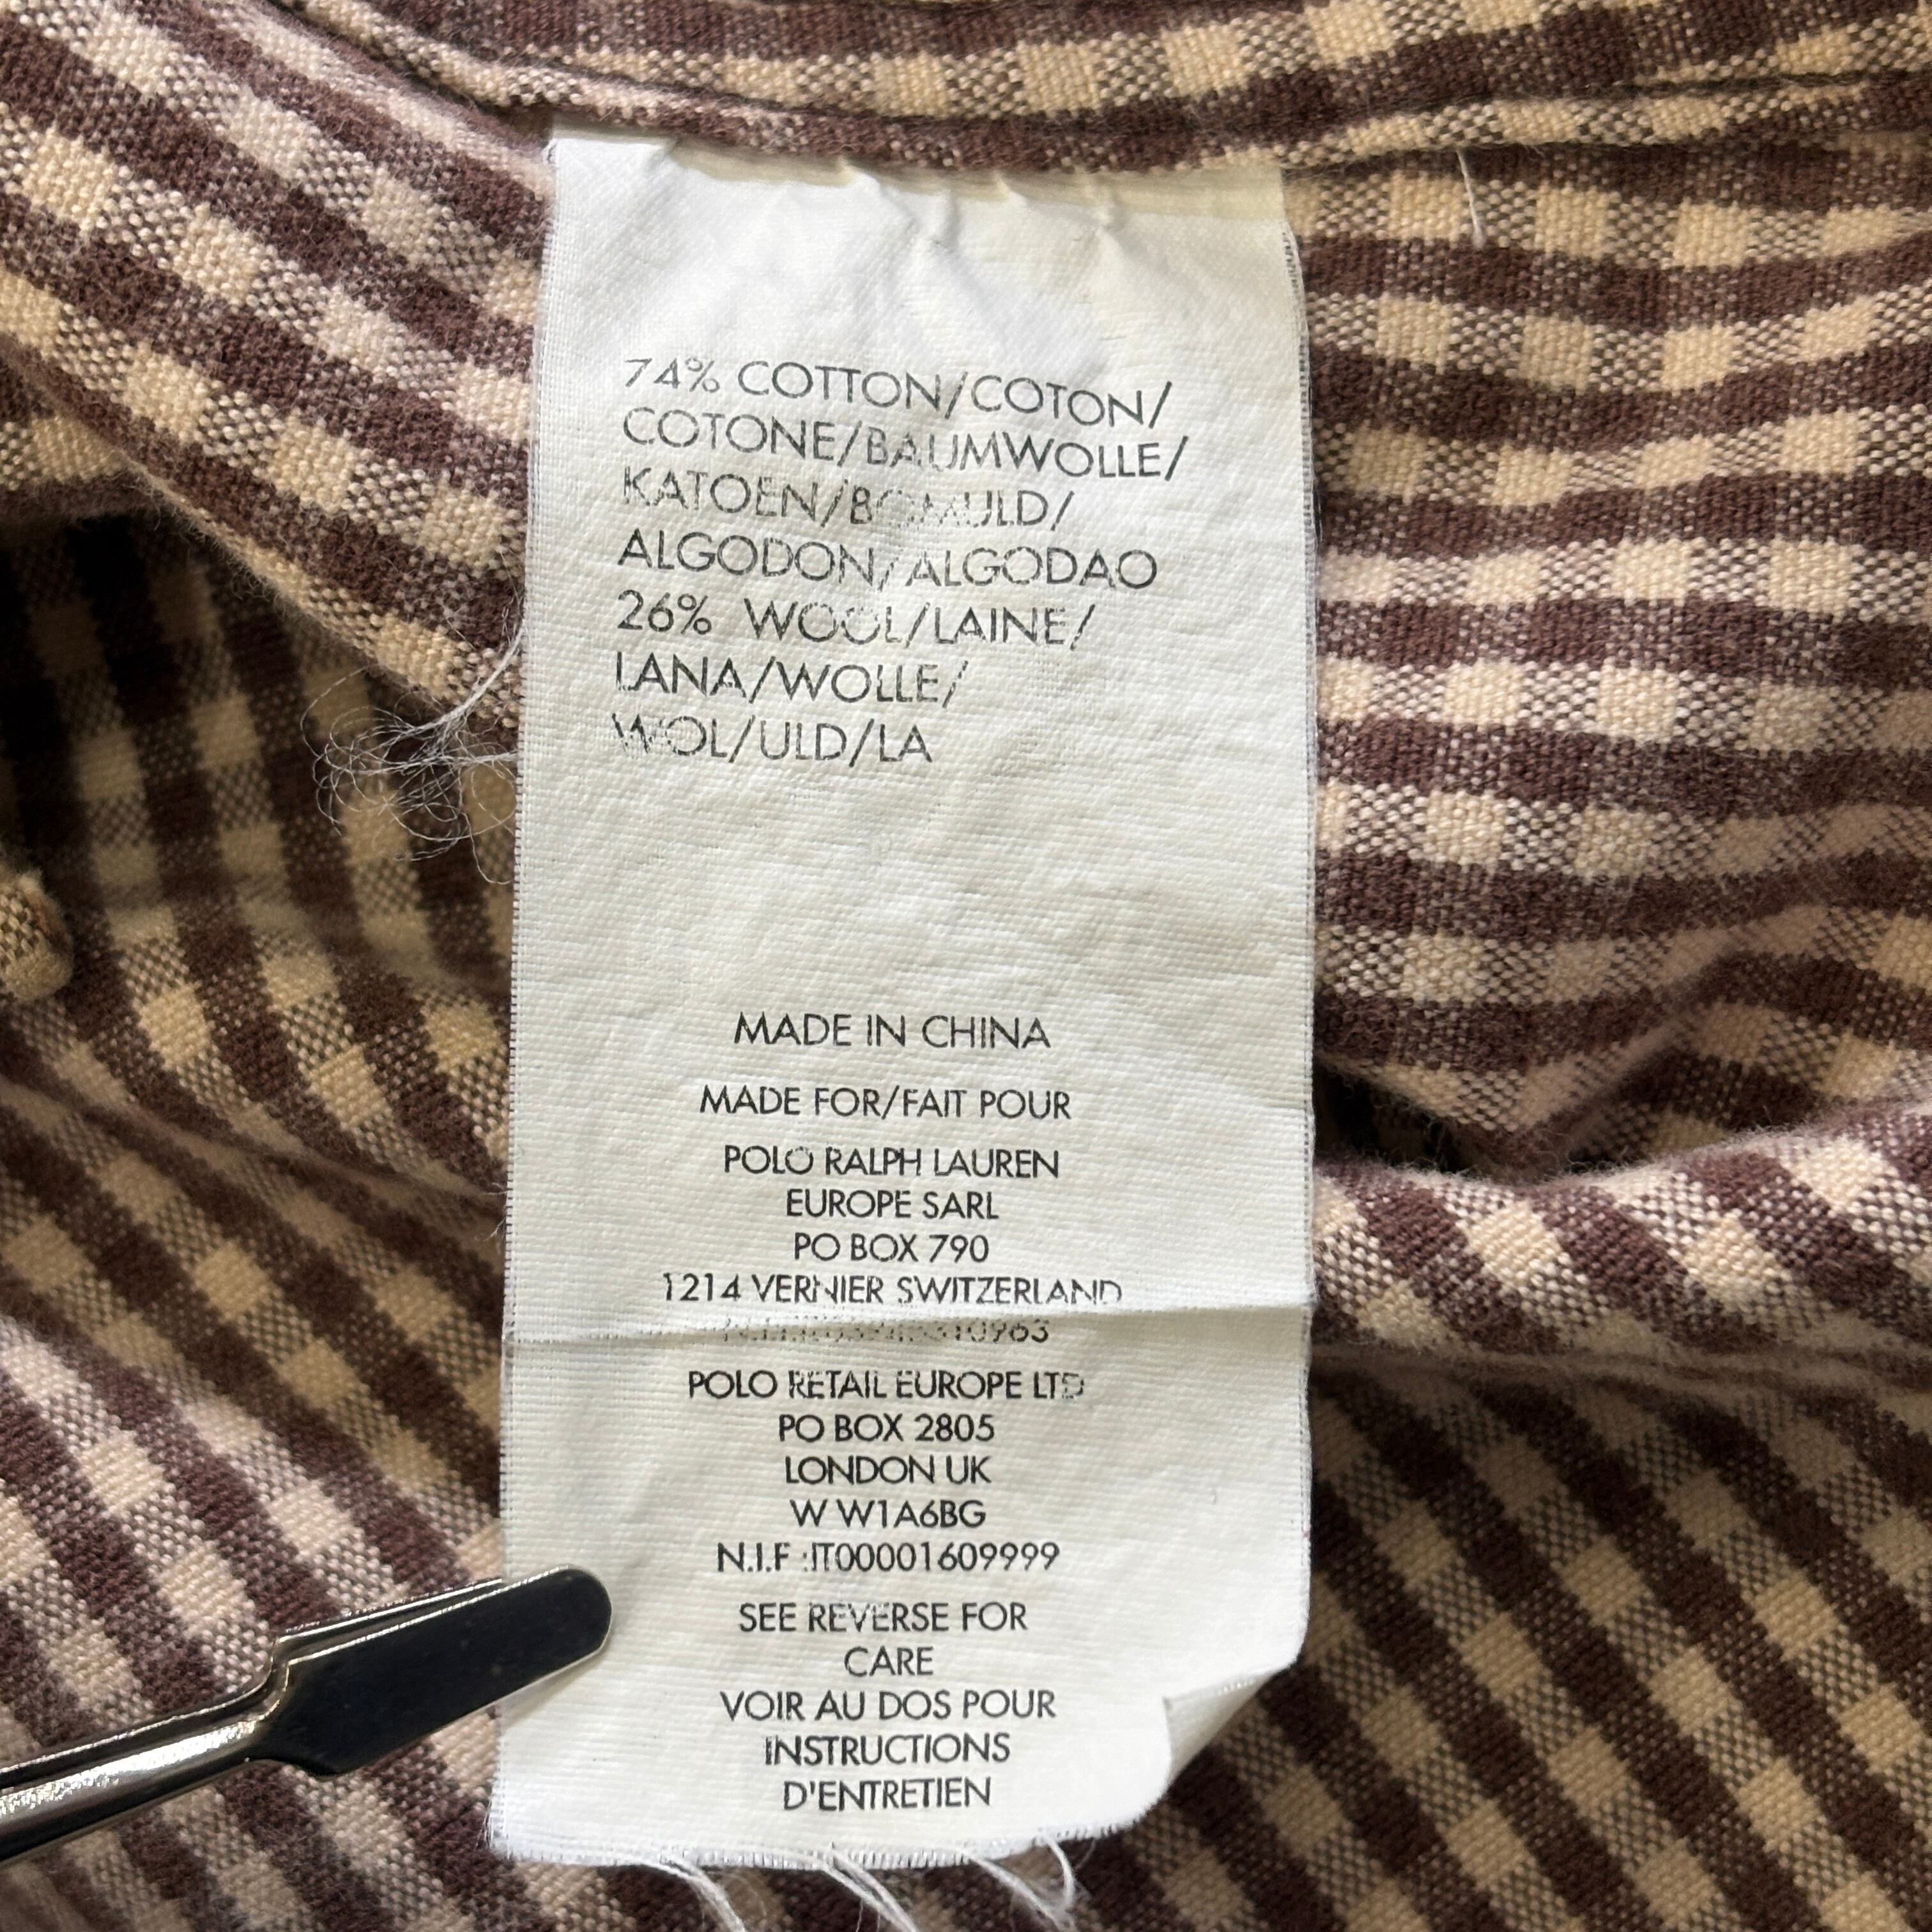 74% COTTON/COTON/
COTONE/BAUMWOLLE/
KATOEN/BOMULD/
ALGODON/ALGODAO
26% WOOL/LAINE/
LANA/WOLLE/
WOL/ULD/LA
MADE IN CHINA
MADE FOR/FAIT POUR
POLO RALPH LAUREN
EUROPE SARL
PO BOX 790
1214 VERNIER SWITZERLAND
POLO RETAIL EUROPE LTD
PO BOX 2805
LONDON UK
W W1A6BG
N.I.F :IT00001609999
SEE REVERSE FOR
CARE
VOIR AU DOS POUR
INSTRUCTIONS
D'ENTRETIEN